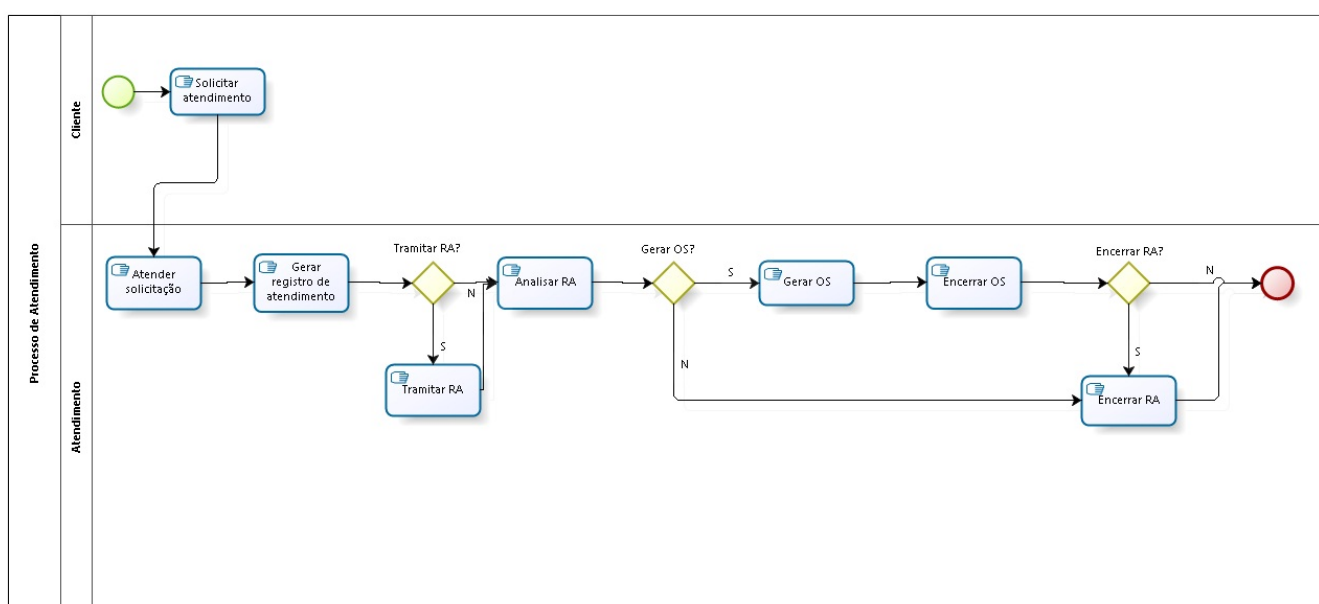 Processo de Atendimento
Cliente
Solicitar
atendimento
Atendimento
Atender
solicitação
Gerar
registro de
atendimento
Tramitar RA?
N
S
Tramitar RA
Analisar RA
Gerar OS?
S
N
Gerar OS
Encerrar OS
Encerrar RA?
N
S
Encerrar RA